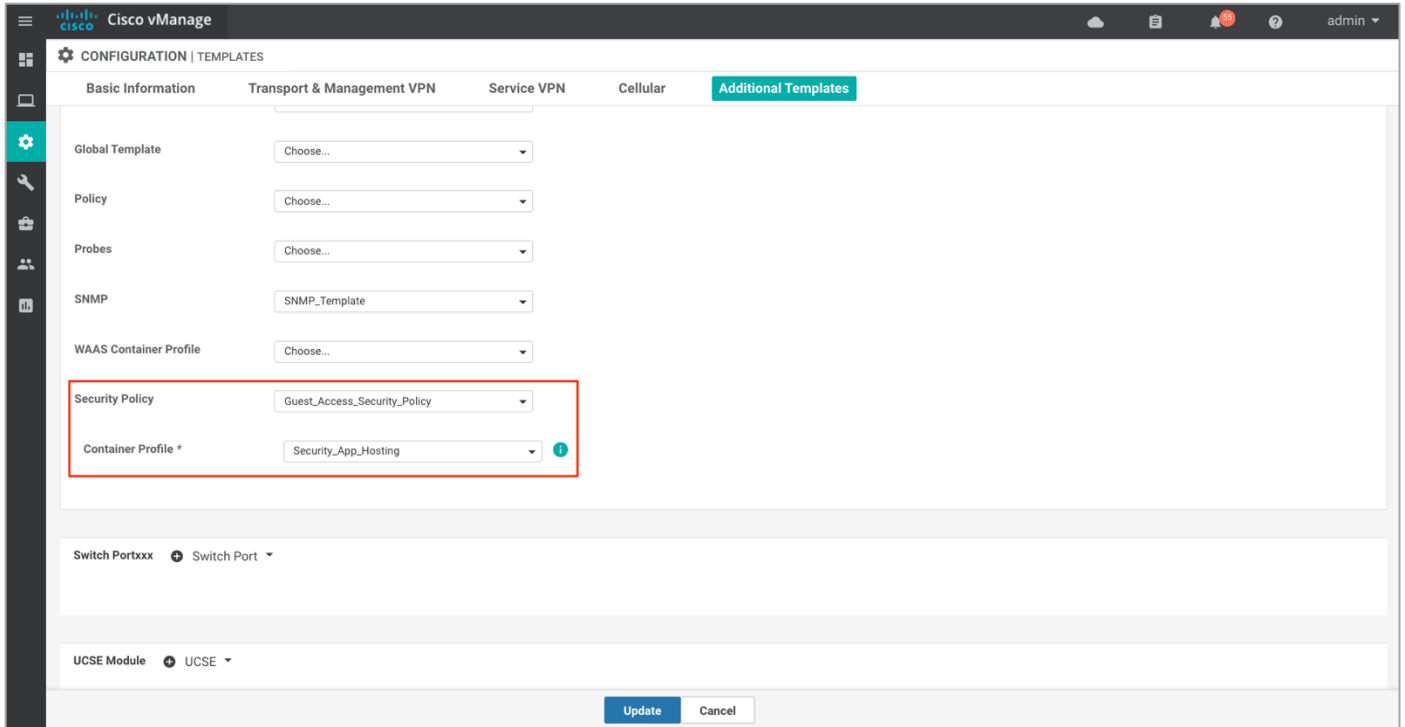 cisco Cisco vManage 55 admin
CONFIGURATION | TEMPLATES
Basic Information Transport & Management VPN Service VPN Cellular Additional Templates
Global Template Choose...
Policy Choose...
Probes Choose...
SNMP SNMP_Template
WAAS Container Profile Choose...
Security Policy Guest_Access_Security_Policy
Container Profile * Security_App_Hosting i
Switch Portxxx Switch Port
UCSE Module UCSE
Update Cancel